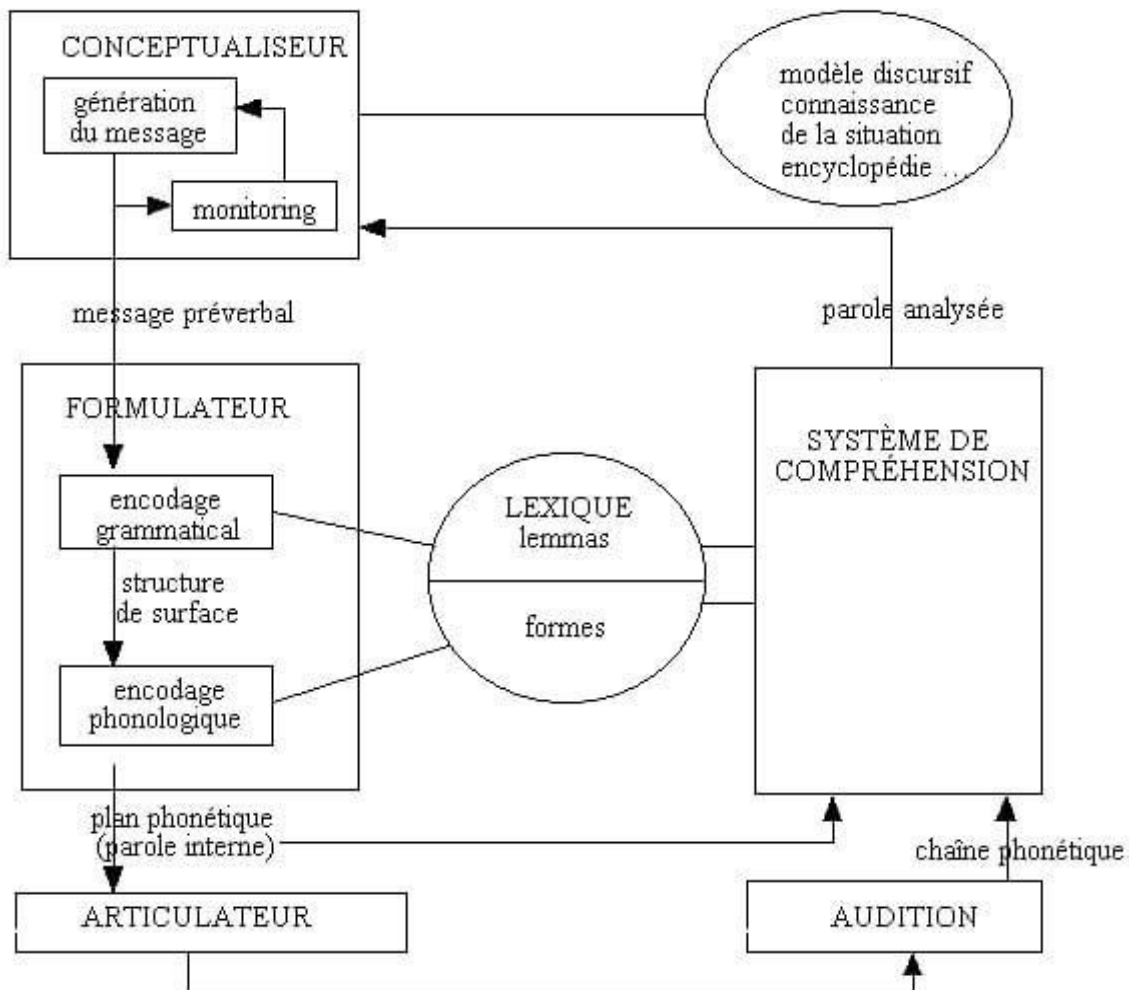 CONCEPTUALISEUR
génération
du message
monitoring
modèle discursif
connaissance
de la situation
encyclopédie ...
message préverbal
parole analysée
FORMULATEUR
encodage
grammatical
structure
de surface
encodage
phonologique
LEXIQUE
lemmas
formes
SYSTÈME DE
COMPRÉHENSION
plan phonétique
(parole interne)
chaîne phonétique
ARTICULATEUR
AUDITION